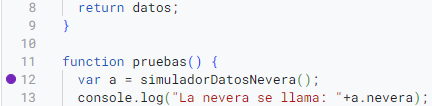 8 return datos;
9 }
10
11 function pruebas() {
12 var a = simuladorDatosNevera();
13 console.log("La nevera se llama: "+a.nevera);